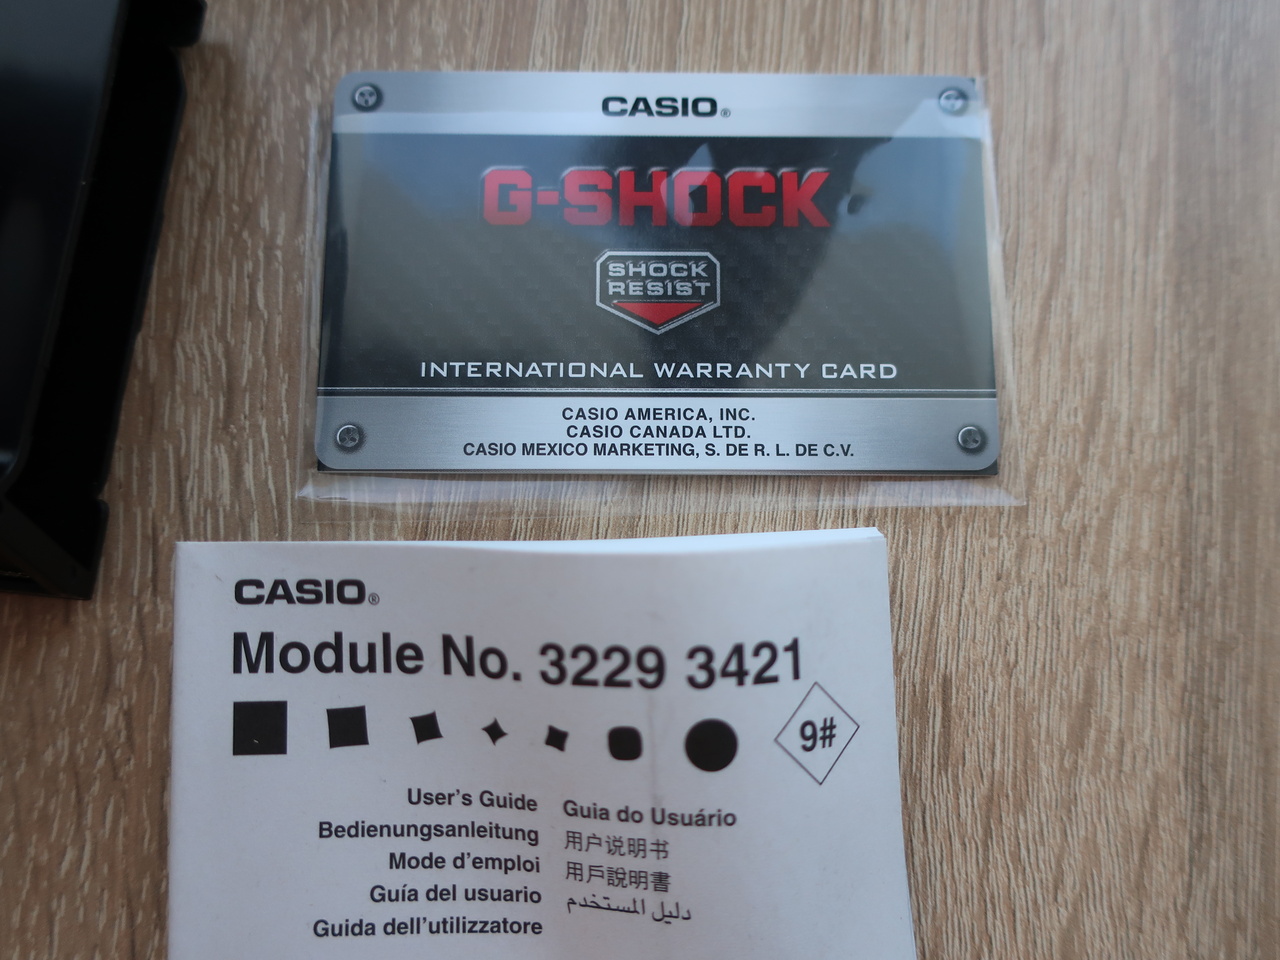 CASIO®
G-SHOCK
SHOCK
RESIST
INTERNATIONAL WARRANTY CARD
CASIO AMERICA, INC.
CASIO CANADA LTD.
CASIO MEXICO MARKETING, S. DE R. L. DE C.V.
CASIO®
Module No. 3229 3421
9#
User's Guide
Bedienungsanleitung
Mode d'emploi
Guía del usuario
Guida dell'utilizzatore
Guia do Usuário
用户说明书
用戶說明書
دليل المستخدم